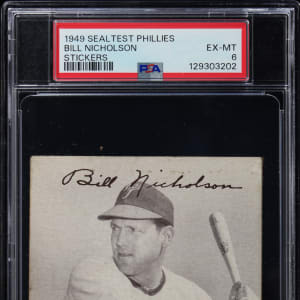 1949 SEALTEST PHILLIES
BILL NICHOLSON EX-MT
STICKERS 6
PSA 129303202
Bill Nicholson